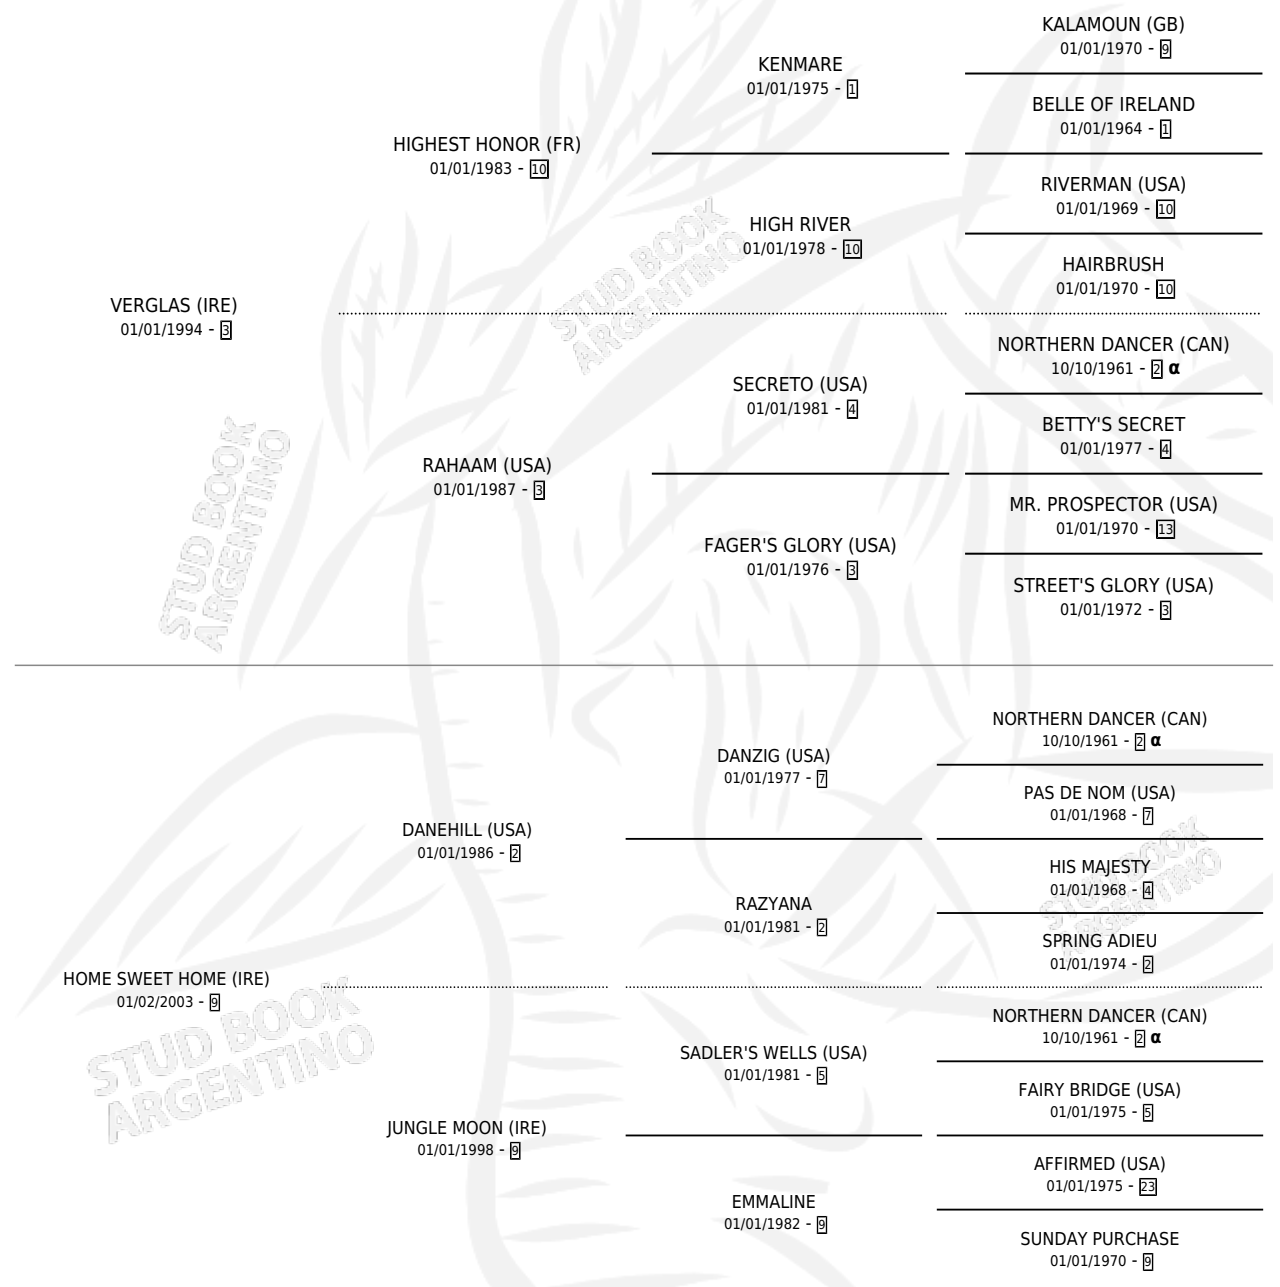 KALAMOUN (GB)
01/01/1970 - 9
KENMARE
01/01/1975 - 1
BELLE OF IRELAND
01/01/1964 - 1
HIGHEST HONOR (FR)
01/01/1983 - 10
RIVERMAN (USA)
01/01/1969 - 10
HIGH RIVER
01/01/1978 - 10
HAIRBRUSH
01/01/1970 - 10
VERGLAS (IRE)
01/01/1994 - 3
NORTHERN DANCER (CAN)
10/10/1961 - 2 α
SECRETO (USA)
01/01/1981 - 4
BETTY'S SECRET
01/01/1977 - 4
RAHAAM (USA)
01/01/1987 - 3
MR. PROSPECTOR (USA)
01/01/1970 - 13
FAGER'S GLORY (USA)
01/01/1976 - 3
STREET'S GLORY (USA)
01/01/1972 - 3
NORTHERN DANCER (CAN)
10/10/1961 - 2 α
DANZIG (USA)
01/01/1977 - 7
PAS DE NOM (USA)
01/01/1968 - 7
DANEHILL (USA)
01/01/1986 - 2
HIS MAJESTY
01/01/1968 - 4
RAZYANA
01/01/1981 - 2
SPRING ADIEU
01/01/1974 - 2
HOME SWEET HOME (IRE)
01/02/2003 - 9
NORTHERN DANCER (CAN)
10/10/1961 - 2 α
SADLER'S WELLS (USA)
01/01/1981 - 5
FAIRY BRIDGE (USA)
01/01/1975 - 5
JUNGLE MOON (IRE)
01/01/1998 - 9
AFFIRMED (USA)
01/01/1975 - 23
EMMALINE
01/01/1982 - 9
SUNDAY PURCHASE
01/01/1970 - 9
STUD BOOK
ARGENTINO
STUD BOOK
ARGENTINO
STUD BOOK
ARGENTINO
STUD BOOK
ARGENTINO